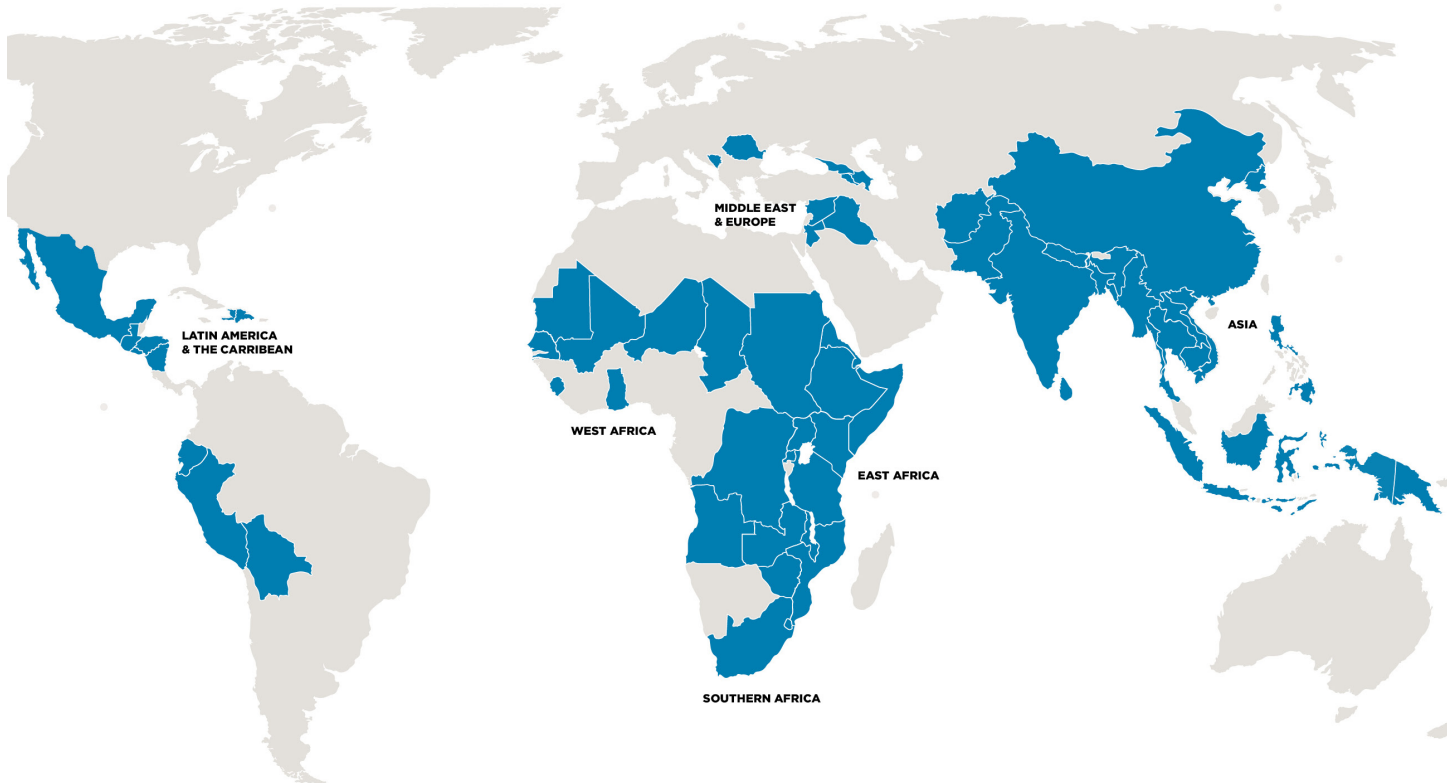 MIDDLE EAST
& EUROPE
LATIN AMERICA
& THE CARRIBEAN
ASIA
WEST AFRICA
EAST AFRICA
SOUTHERN AFRICA